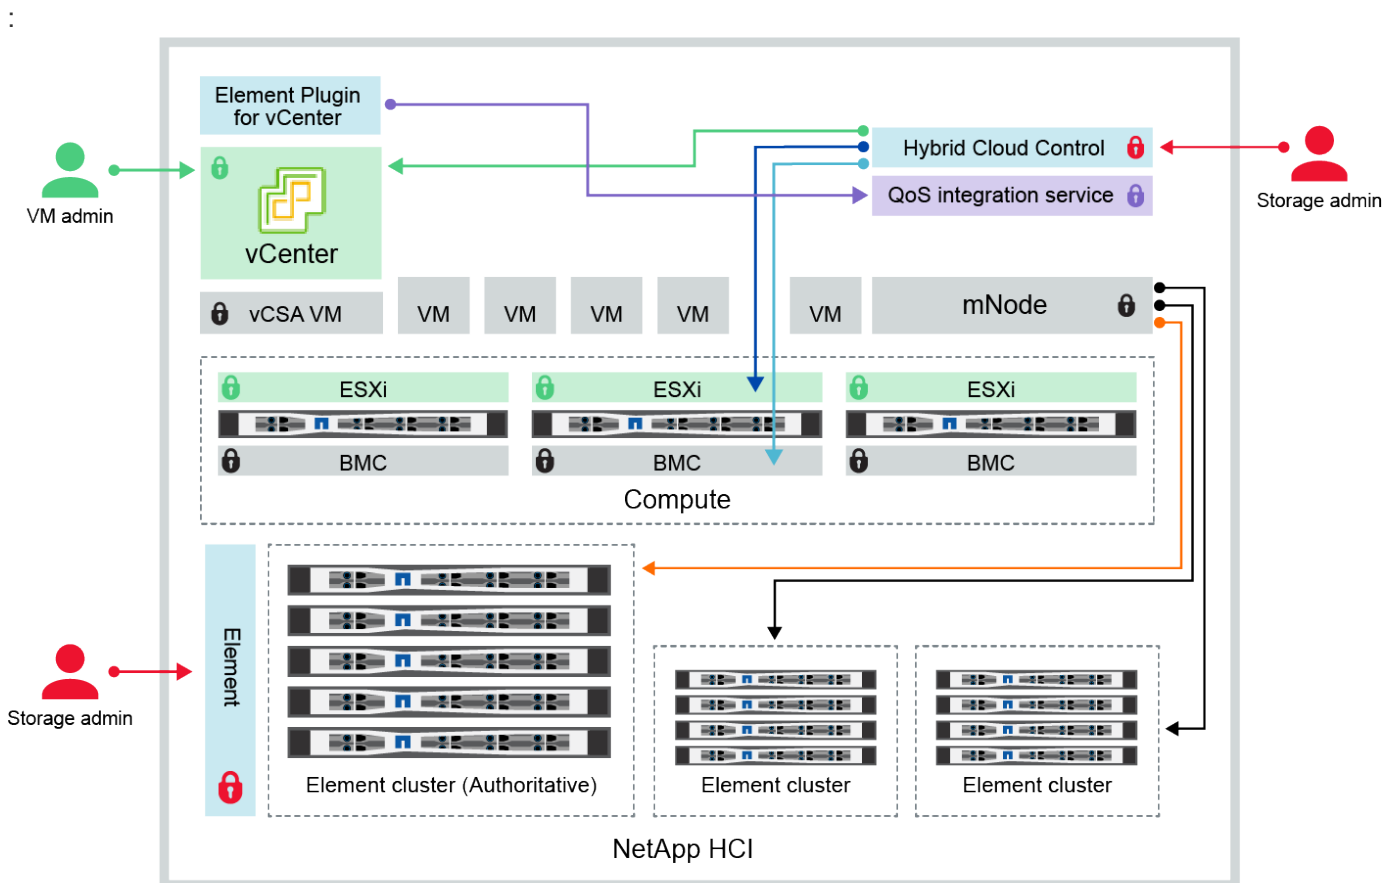 :
Element Plugin
for vCenter
Hybrid Cloud Control
QoS integration service
VM admin
Storage admin
vCenter
vCSA VM
VM
VM
VM
VM
VM
mNode
ESXi
ESXi
ESXi
BMC
BMC
BMC
Compute
Element
Storage admin
Element cluster (Authoritative)
Element cluster
Element cluster
NetApp HCI